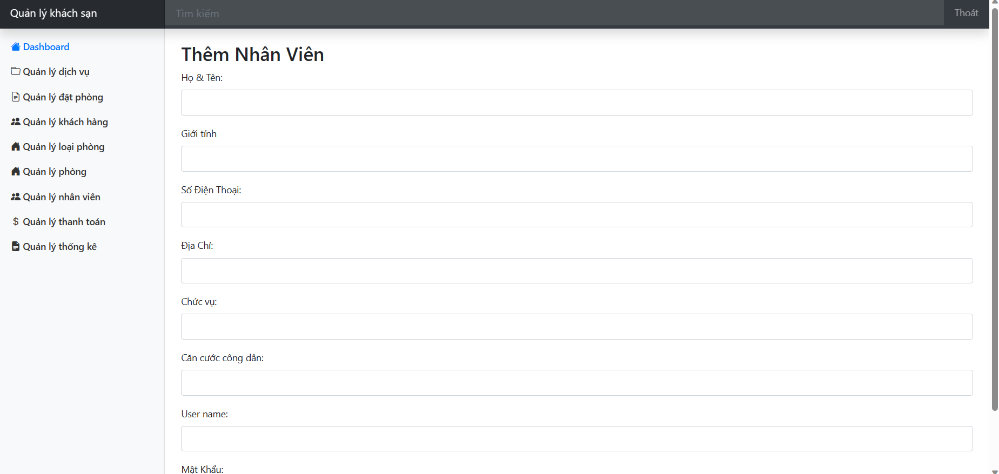 Quản lý khách sạn
Tìm kiếm
Thoát
Dashboard
Quản lý dịch vụ
Quản lý đặt phòng
Quản lý khách hàng
Quản lý loại phòng
Quản lý phòng
Quản lý nhân viên
Quản lý thanh toán
Quản lý thống kê
Thêm Nhân Viên
Họ & Tên:
Giới tính
Số Điện Thoại:
Địa Chỉ:
Chức vụ:
Căn cước công dân:
User name:
Mật Khẩu: